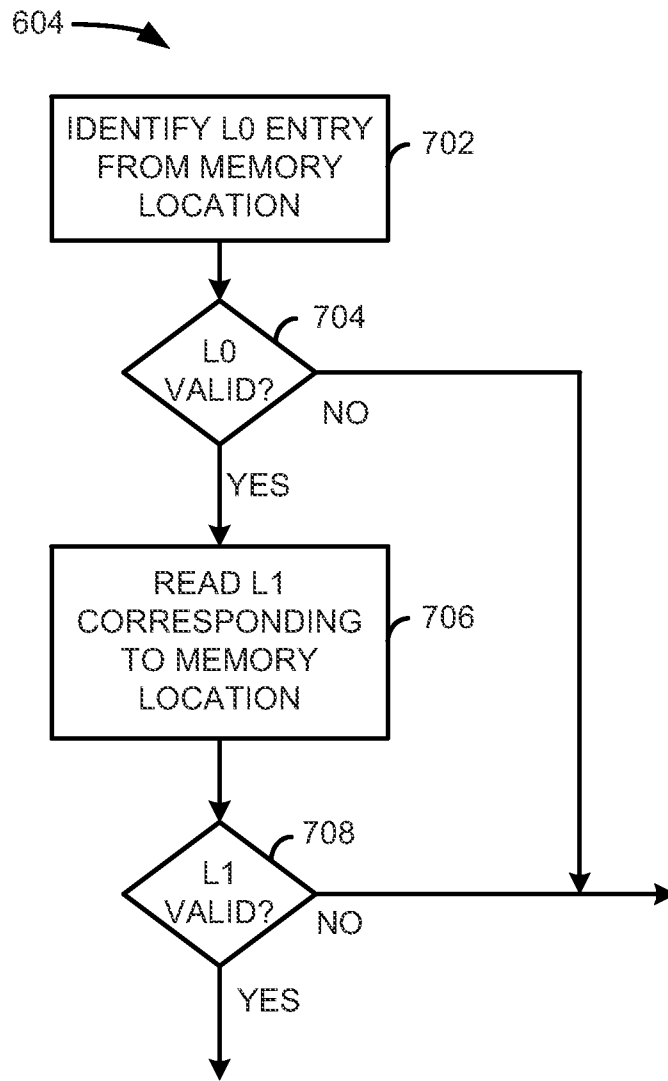 604
IDENTIFY L0 ENTRY
FROM MEMORY
LOCATION
702
704
L0
VALID?
NO
YES
READ L1
CORRESPONDING
TO MEMORY
LOCATION
706
708
L1
VALID?
NO
YES